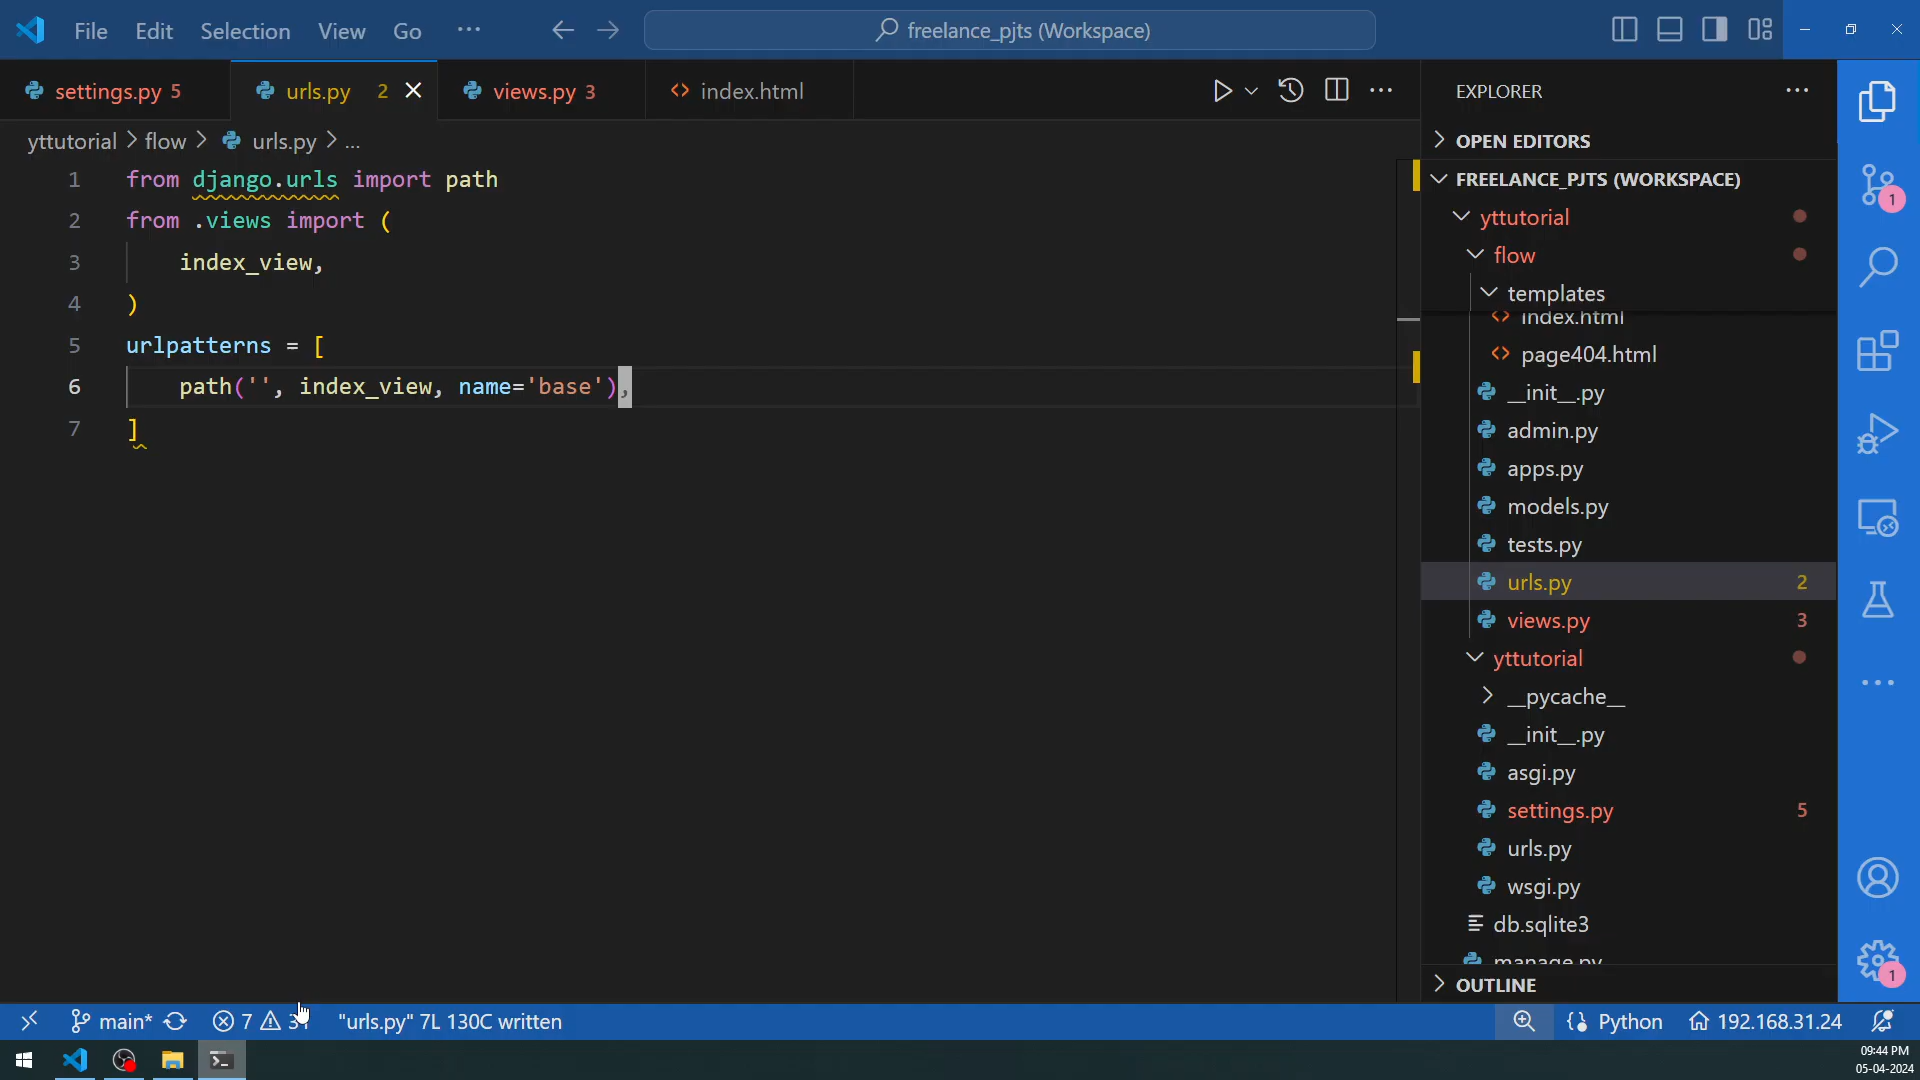 File Edit Selection View Go ... freelance_pjts (Workspace)
settings.py 5 urls.py 2 views.py 3 index.html
yttutorial > flow > urls.py > ...
1 from django.urls import path
2 from .views import (
3 index_view,
4 )
5 urlpatterns = [
6 path('', index_view, name='base'),
7 ]
EXPLORER
OPEN EDITORS
FREELANCE_PJTS (WORKSPACE)
yttutorial
flow
templates
index.html
page404.html
__init__.py
admin.py
apps.py
models.py
tests.py
urls.py 2
views.py 3
yttutorial
__pycache__
__init__.py
asgi.py
settings.py 5
urls.py
wsgi.py
db.sqlite3
manage.py
OUTLINE
1
1
main* 7 "urls.py" 7L 130C written Python 192.168.31.24
09:44 PM
05-04-2024